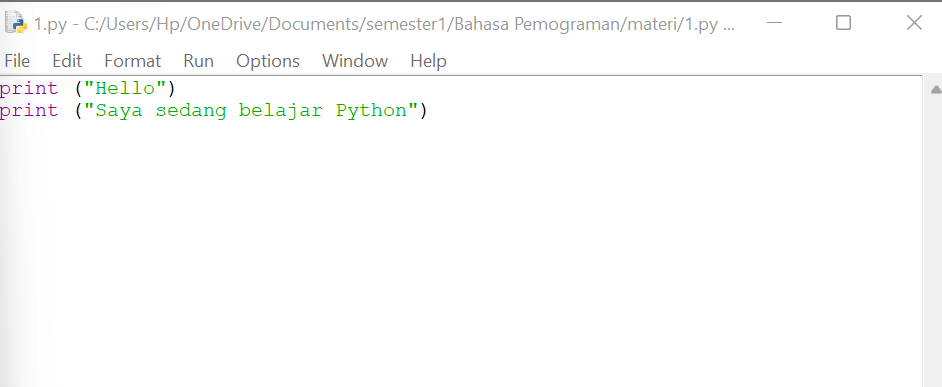 1.py - C:/Users/Hp/OneDrive/Documents/semester1/Bahasa Pemograman/materi/1.py ...
File Edit Format Run Options Window Help
print ("Hello")
print ("Saya sedang belajar Python")